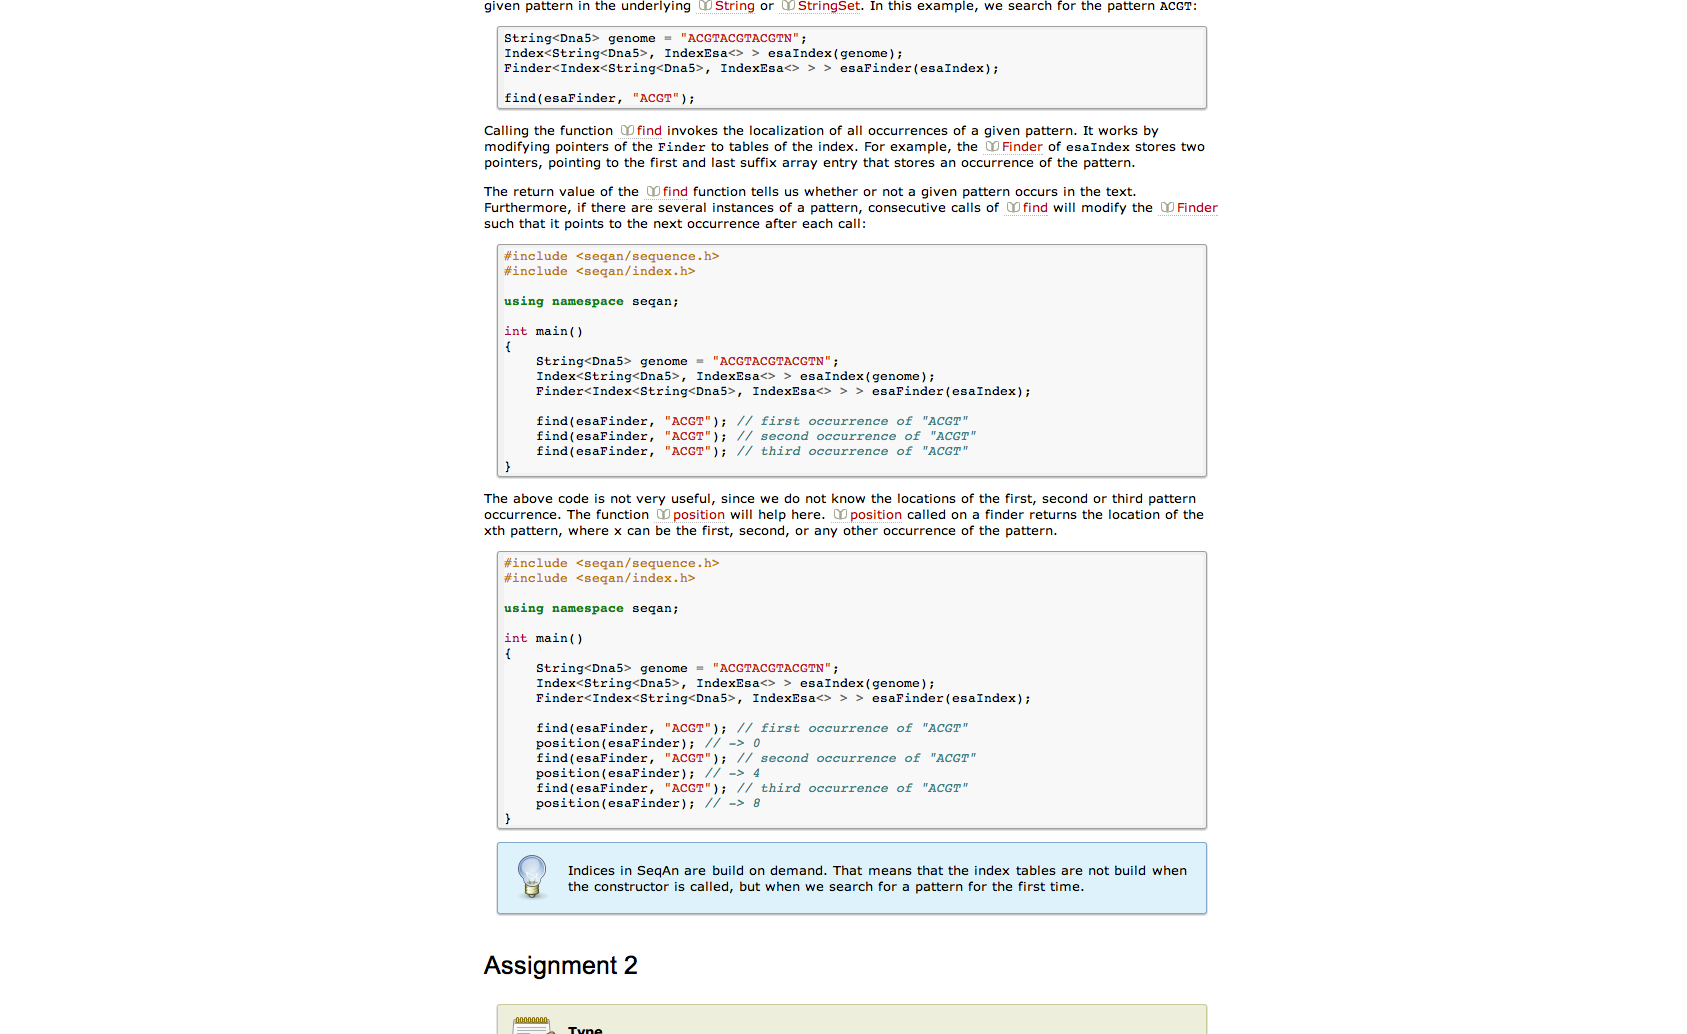 given pattern in the underlying String or StringSet. In this example, we search for the pattern ACGT:
String<Dna5> genome = "ACGTACGTACGTN";
Index<String<Dna5>, IndexEsa<> > esaIndex(genome);
Finder<Index<String<Dna5>, IndexEsa<> > > esaFinder(esaIndex);
find(esaFinder, "ACGT");
Calling the function find invokes the localization of all occurrences of a given pattern. It works by
modifying pointers of the Finder to tables of the index. For example, the Finder of esaIndex stores two
pointers, pointing to the first and last suffix array entry that stores an occurrence of the pattern.
The return value of the find function tells us whether or not a given pattern occurs in the text.
Furthermore, if there are several instances of a pattern, consecutive calls of find will modify the Finder
such that it points to the next occurrence after each call:
#include <seqan/sequence.h>
#include <seqan/index.h>
using namespace seqan;
int main()
{
    String<Dna5> genome = "ACGTACGTACGTN";
    Index<String<Dna5>, IndexEsa<> > esaIndex(genome);
    Finder<Index<String<Dna5>, IndexEsa<> > > esaFinder(esaIndex);
    find(esaFinder, "ACGT"); // first occurrence of "ACGT"
    find(esaFinder, "ACGT"); // second occurrence of "ACGT"
    find(esaFinder, "ACGT"); // third occurrence of "ACGT"
}
The above code is not very useful, since we do not know the locations of the first, second or third pattern
occurrence. The function position will help here. position called on a finder returns the location of the
xth pattern, where x can be the first, second, or any other occurrence of the pattern.
#include <seqan/sequence.h>
#include <seqan/index.h>
using namespace seqan;
int main()
{
    String<Dna5> genome = "ACGTACGTACGTN";
    Index<String<Dna5>, IndexEsa<> > esaIndex(genome);
    Finder<Index<String<Dna5>, IndexEsa<> > > esaFinder(esaIndex);
    find(esaFinder, "ACGT"); // first occurrence of "ACGT"
    position(esaFinder); // -> 0
    find(esaFinder, "ACGT"); // second occurrence of "ACGT"
    position(esaFinder); // -> 4
    find(esaFinder, "ACGT"); // third occurrence of "ACGT"
    position(esaFinder); // -> 8
}
Indices in SeqAn are build on demand. That means that the index tables are not build when
the constructor is called, but when we search for a pattern for the first time.
Assignment 2
Type